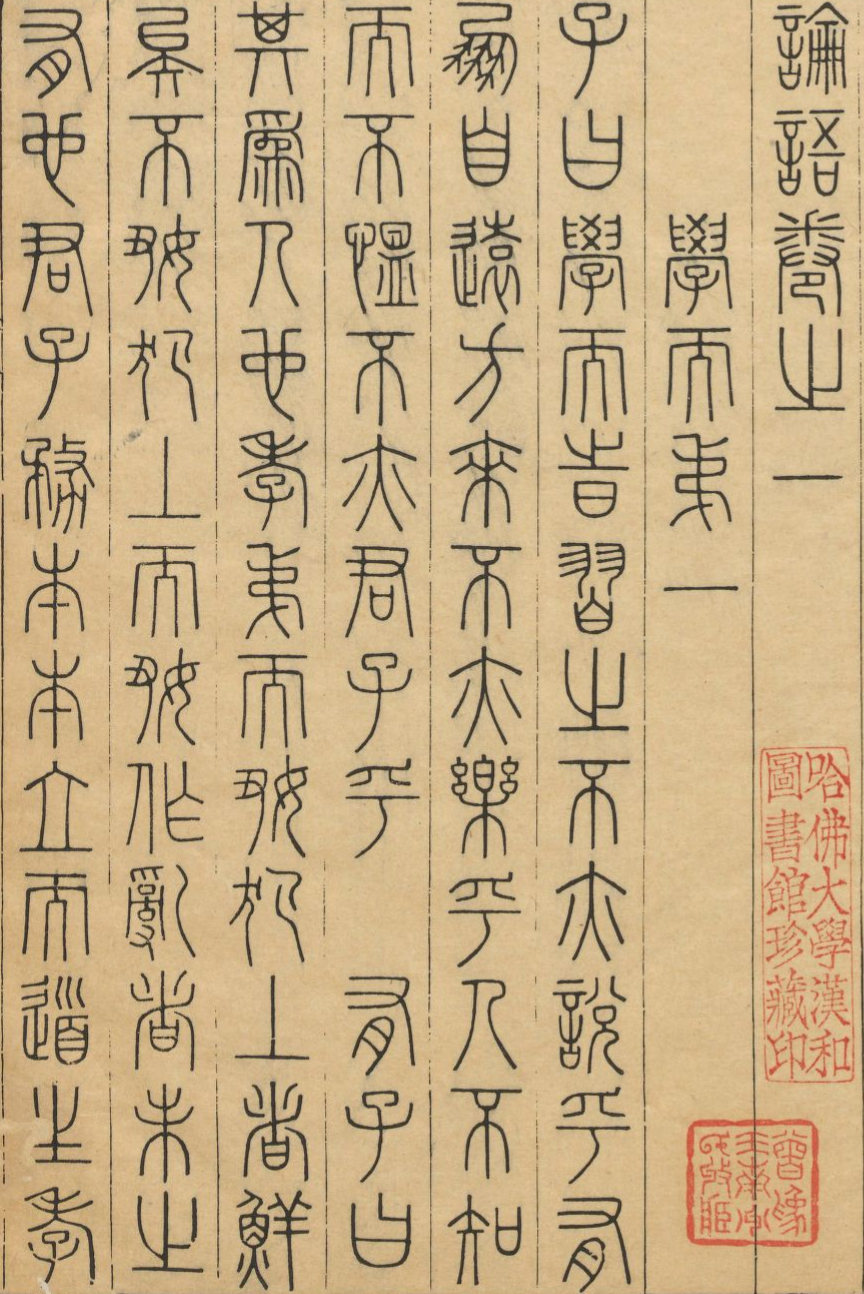 論語卷之一
學而弟一
子曰學而旹習之不亦說乎有
朋自遠方來不亦樂乎人不知
而不慍不亦君子乎　有子曰
其爲人也孝弟而好犯上者鮮
矣不好犯上而好作亂者未之
有也君子務本本立而道生孝
哈佛大學漢和
圖書館珍藏印